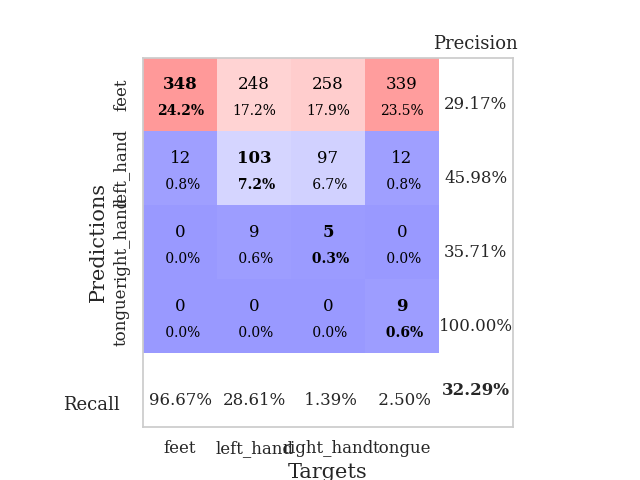 Precision
feet 348 248 258 339 29.17%
24.2% 17.2% 17.9% 23.5%
left_hand 12 103 97 12 45.98%
0.8% 7.2% 6.7% 0.8%
right_hand 0 9 5 0 35.71%
0.0% 0.6% 0.3% 0.0%
tongue 0 0 0 9 100.00%
0.0% 0.0% 0.0% 0.6%
Predictions
Recall 96.67% 28.61% 1.39% 2.50% 32.29%
feet left_hand right_hand tongue
Targets